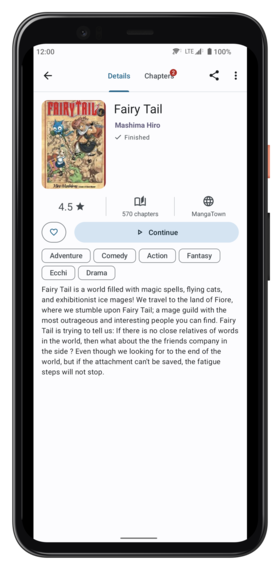 12:00 LTE 100%
Details Chapters 2
FAIRY TAIL
Fairy Tail
Mashima Hiro
Finished
4.5
570 chapters
MangaTown
Continue
Adventure Comedy Action Fantasy
Ecchi Drama
Fairy Tail is a world filled with magic spells, flying cats,
and exhibitionist ice mages! We travel to the land of Fiore,
where we stumble upon Fairy Tail; a mage guild with the
most outrageous and interesting people you can find. Fairy
Tail is trying to tell us: If there is no close relatives of words
in the world, then what about the the friends company in
the side ? Even though we looking for to the end of the
world, but if the attachment can't be saved, the fatigue
steps will not stop.